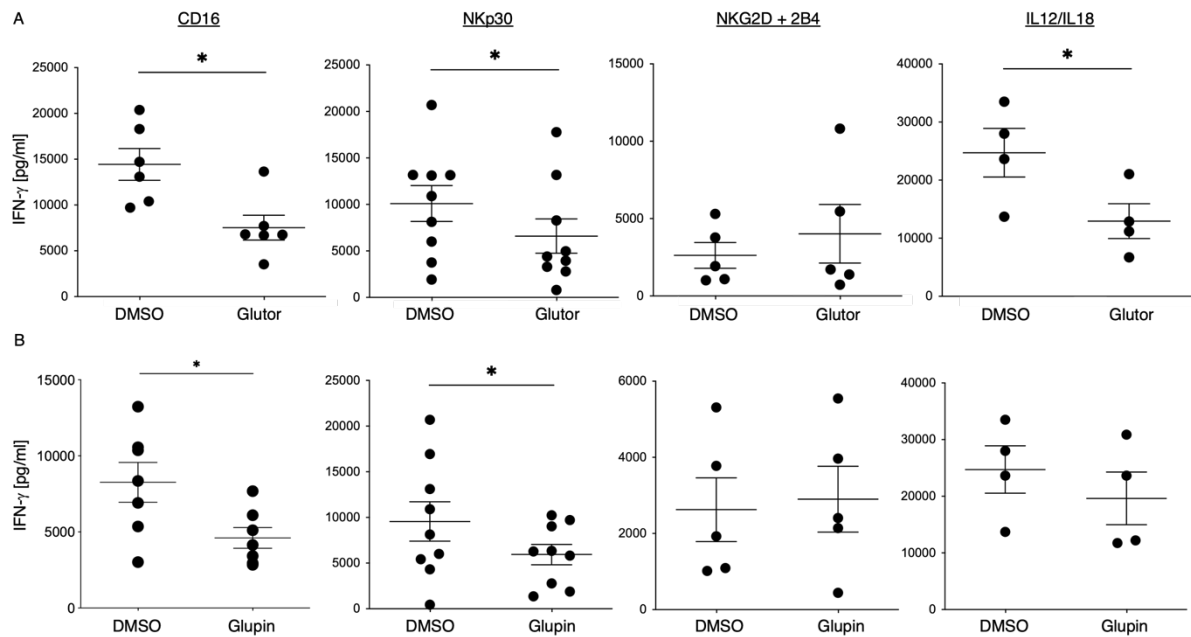 A
CD16 NKp30 NKG2D + 2B4 IL12/IL18
* * *
IFN-γ [pg/ml]
25000 25000 15000 40000
20000 20000 30000
15000 15000 10000 20000
10000 10000 5000 10000
5000 5000
0 0 0 0
DMSO Glutor DMSO Glutor DMSO Glutor DMSO Glutor
B
* *
IFN-γ [pg/ml]
15000 25000 6000 40000
10000 20000 4000 30000
5000 15000 2000 20000
10000 10000
5000
0 0 0 0
DMSO Glupin DMSO Glupin DMSO Glupin DMSO Glupin